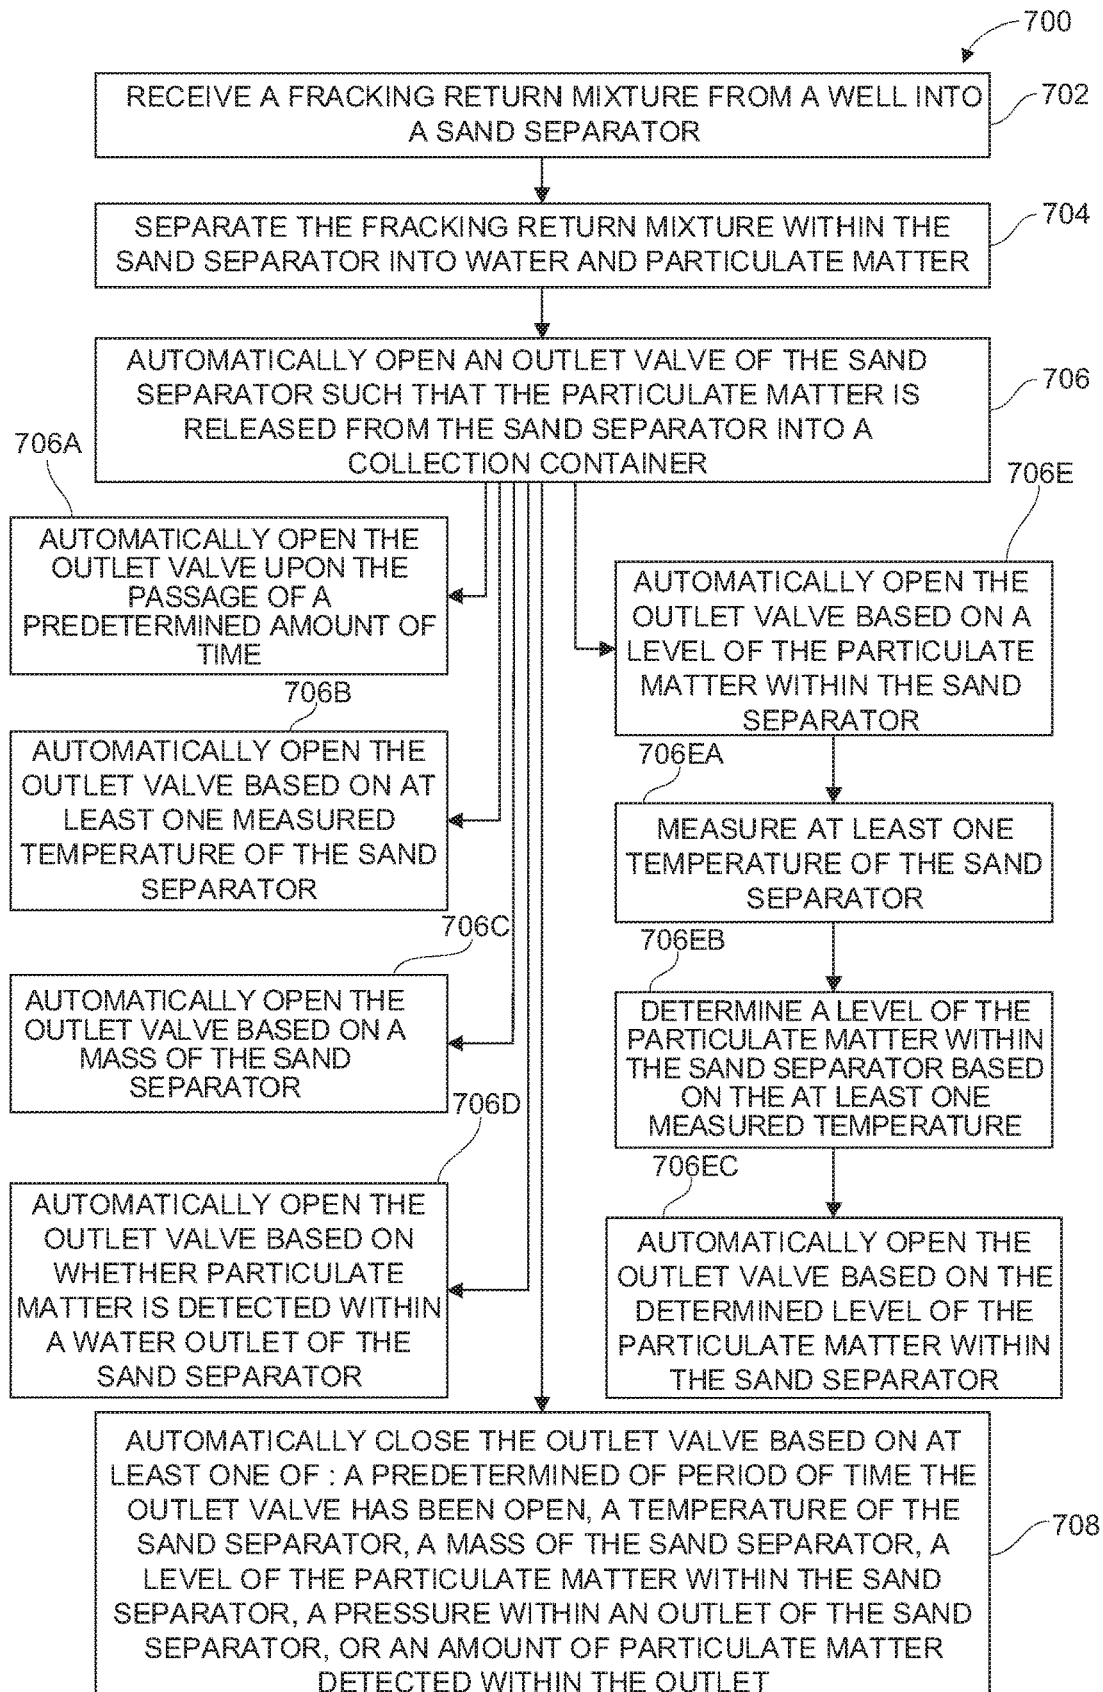 700
RECEIVE A FRACKING RETURN MIXTURE FROM A WELL INTO
A SAND SEPARATOR
702
SEPARATE THE FRACKING RETURN MIXTURE WITHIN THE
SAND SEPARATOR INTO WATER AND PARTICULATE MATTER
704
AUTOMATICALLY OPEN AN OUTLET VALVE OF THE SAND
SEPARATOR SUCH THAT THE PARTICULATE MATTER IS
RELEASED FROM THE SAND SEPARATOR INTO A
COLLECTION CONTAINER
706
706A
AUTOMATICALLY OPEN THE
OUTLET VALVE UPON THE
PASSAGE OF A
PREDETERMINED AMOUNT OF
TIME
706B
AUTOMATICALLY OPEN THE
OUTLET VALVE BASED ON AT
LEAST ONE MEASURED
TEMPERATURE OF THE SAND
SEPARATOR
706C
AUTOMATICALLY OPEN THE
OUTLET VALVE BASED ON A
MASS OF THE SAND
SEPARATOR
706D
AUTOMATICALLY OPEN THE
OUTLET VALVE BASED ON
WHETHER PARTICULATE
MATTER IS DETECTED WITHIN
A WATER OUTLET OF THE
SAND SEPARATOR
706E
AUTOMATICALLY OPEN THE
OUTLET VALVE BASED ON A
LEVEL OF THE PARTICULATE
MATTER WITHIN THE SAND
SEPARATOR
706EA
MEASURE AT LEAST ONE
TEMPERATURE OF THE SAND
SEPARATOR
706EB
DETERMINE A LEVEL OF THE
PARTICULATE MATTER WITHIN
THE SAND SEPARATOR BASED
ON THE AT LEAST ONE
MEASURED TEMPERATURE
706EC
AUTOMATICALLY OPEN THE
OUTLET VALVE BASED ON THE
DETERMINED LEVEL OF THE
PARTICULATE MATTER WITHIN
THE SAND SEPARATOR
AUTOMATICALLY CLOSE THE OUTLET VALVE BASED ON AT
LEAST ONE OF : A PREDETERMINED OF PERIOD OF TIME THE
OUTLET VALVE HAS BEEN OPEN, A TEMPERATURE OF THE
SAND SEPARATOR, A MASS OF THE SAND SEPARATOR, A
LEVEL OF THE PARTICULATE MATTER WITHIN THE SAND
SEPARATOR, A PRESSURE WITHIN AN OUTLET OF THE SAND
SEPARATOR, OR AN AMOUNT OF PARTICULATE MATTER
DETECTED WITHIN THE OUTLET
708